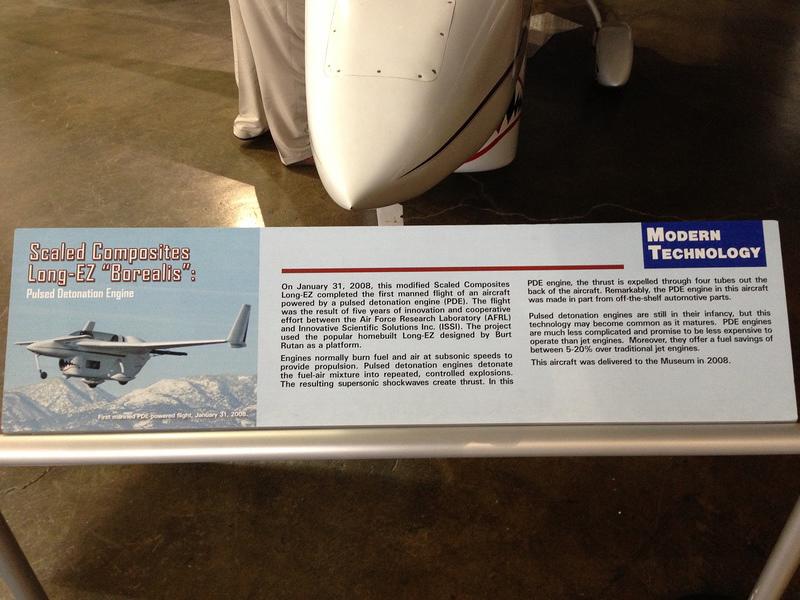 Scaled Composites
Long-EZ "Borealis":
Pulsed Detonation Engine
First manned PDE-powered flight, January 31, 2008.
On January 31, 2008, this modified Scaled Composites
Long-EZ completed the first manned flight of an aircraft
powered by a pulsed detonation engine (PDE). The flight
was the result of five years of innovation and cooperative
effort between the Air Force Research Laboratory (AFRL)
and Innovative Scientific Solutions Inc. (ISSI). The project
used the popular homebuilt Long-EZ designed by Burt
Rutan as a platform.
Engines normally burn fuel and air at subsonic speeds to
provide propulsion. Pulsed detonation engines detonate
the fuel-air mixture into repeated, controlled explosions.
The resulting supersonic shockwaves create thrust. In this
MODERN
TECHNOLOGY
PDE engine, the thrust is expelled through four tubes out the
back of the aircraft. Remarkably, the PDE engine in this aircraft
was made in part from off-the-shelf automotive parts.
Pulsed detonation engines are still in their infancy, but this
technology may become common as it matures. PDE engines
are much less complicated and promise to be less expensive to
operate than jet engines. Moreover, they offer a fuel savings of
between 5-20% over traditional jet engines.
This aircraft was delivered to the Museum in 2008.